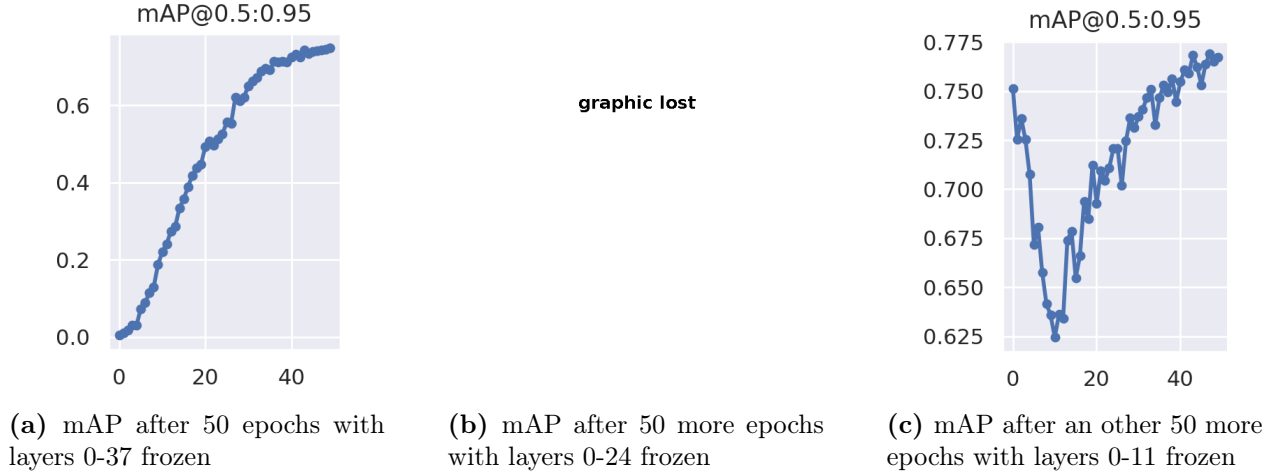 mAP@0.5:0.95
0.6
0.4
0.2
0.0
0 20 40
(a) mAP after 50 epochs with
layers 0-37 frozen
graphic lost
(b) mAP after 50 more epochs
with layers 0-24 frozen
mAP@0.5:0.95
0.775
0.750
0.725
0.700
0.675
0.650
0.625
0 20 40
(c) mAP after an other 50 more
epochs with layers 0-11 frozen